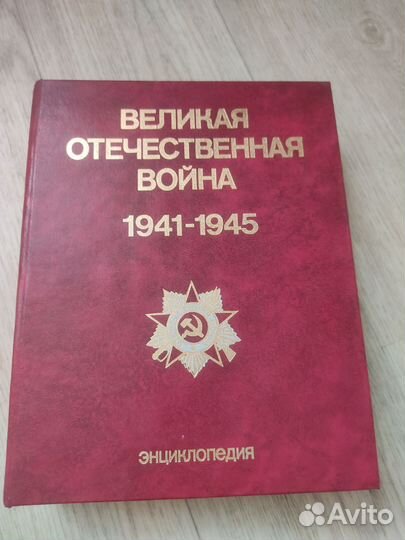 ВЕЛИКАЯ
ОТЕЧЕСТВЕННАЯ
ВОЙНА
1941-1945
ЭНЦИКЛОПЕДИЯ
Avito